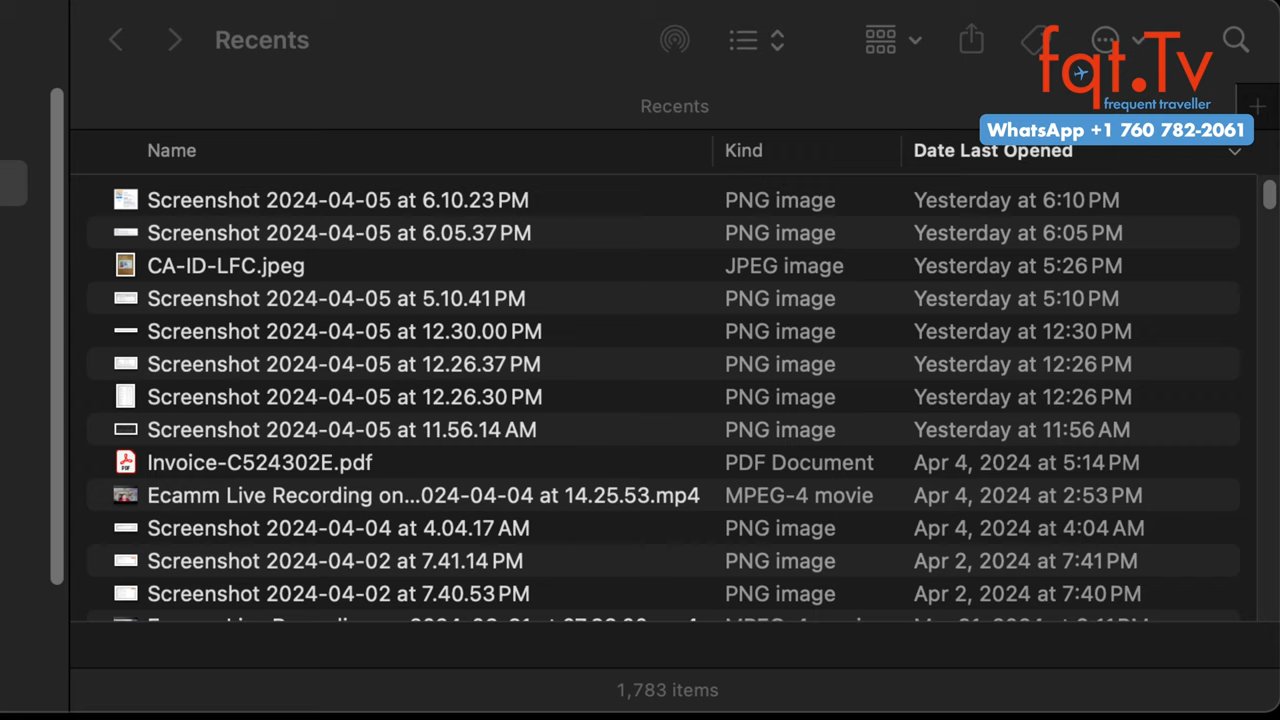 Recents
fqt.Tv
frequent traveller
WhatsApp +1 760 782-2061
Recents
Name Kind Date Last Opened
Screenshot 2024-04-05 at 6.10.23 PM PNG image Yesterday at 6:10 PM
Screenshot 2024-04-05 at 6.05.37 PM PNG image Yesterday at 6:05 PM
CA-ID-LFC.jpeg JPEG image Yesterday at 5:26 PM
Screenshot 2024-04-05 at 5.10.41 PM PNG image Yesterday at 5:10 PM
Screenshot 2024-04-05 at 12.30.00 PM PNG image Yesterday at 12:30 PM
Screenshot 2024-04-05 at 12.26.37 PM PNG image Yesterday at 12:26 PM
Screenshot 2024-04-05 at 12.26.30 PM PNG image Yesterday at 12:26 PM
Screenshot 2024-04-05 at 11.56.14 AM PNG image Yesterday at 11:56 AM
Invoice-C524302E.pdf PDF Document Apr 4, 2024 at 5:14 PM
Ecamm Live Recording on...024-04-04 at 14.25.53.mp4 MPEG-4 movie Apr 4, 2024 at 2:53 PM
Screenshot 2024-04-04 at 4.04.17 AM PNG image Apr 4, 2024 at 4:04 AM
Screenshot 2024-04-02 at 7.41.14 PM PNG image Apr 2, 2024 at 7:41 PM
Screenshot 2024-04-02 at 7.40.53 PM PNG image Apr 2, 2024 at 7:40 PM
1,783 items